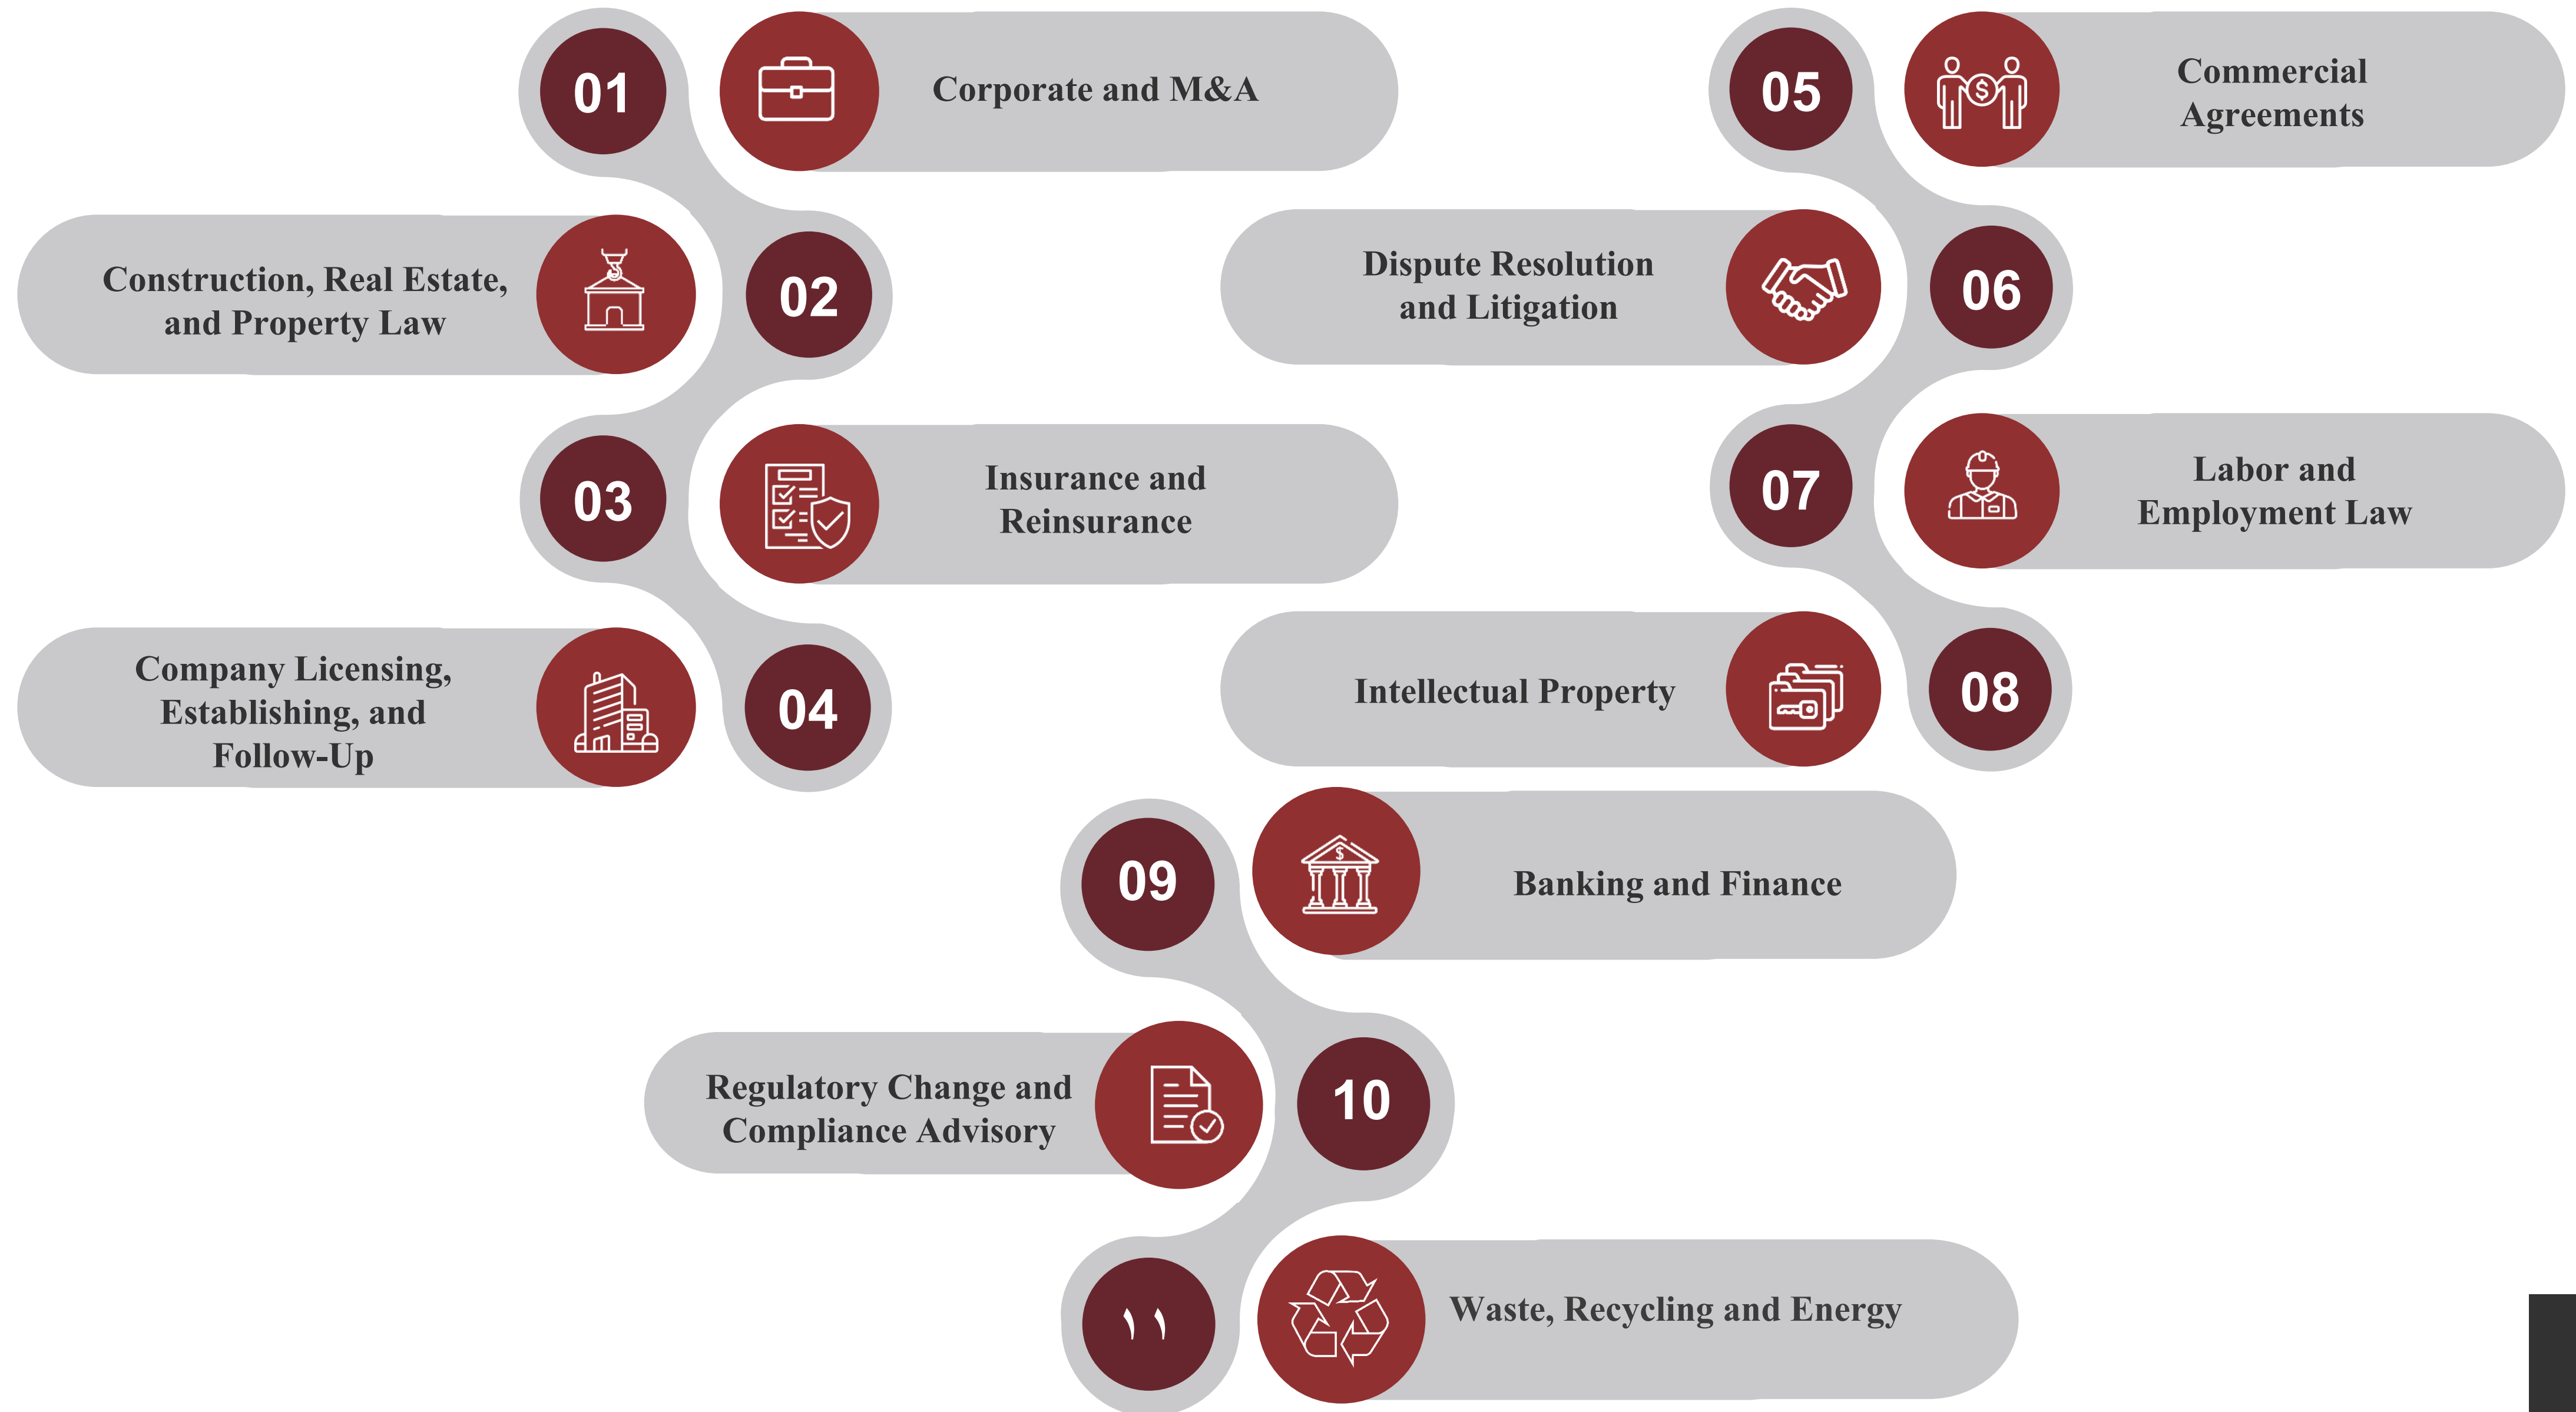 01
Corporate and M&A
02
Construction, Real Estate,
and Property Law
03
Insurance and
Reinsurance
04
Company Licensing,
Establishing, and
Follow-Up
05
Commercial
Agreements
06
Dispute Resolution
and Litigation
07
Labor and
Employment Law
08
Intellectual Property
09
Banking and Finance
10
Regulatory Change and
Compliance Advisory
١١
Waste, Recycling and Energy